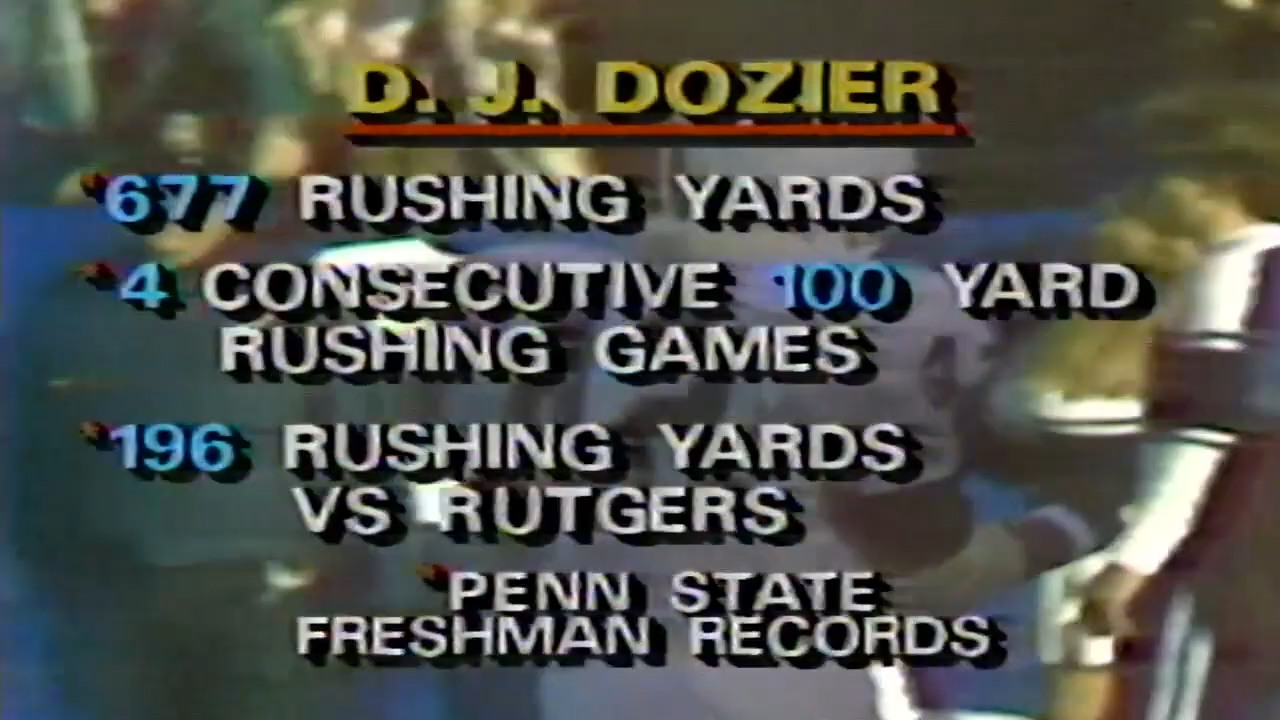 D. J. DOZIER
*677 RUSHING YARDS
*4 CONSECUTIVE 100 YARD
RUSHING GAMES
*196 RUSHING YARDS
VS RUTGERS
*PENN STATE
FRESHMAN RECORDS